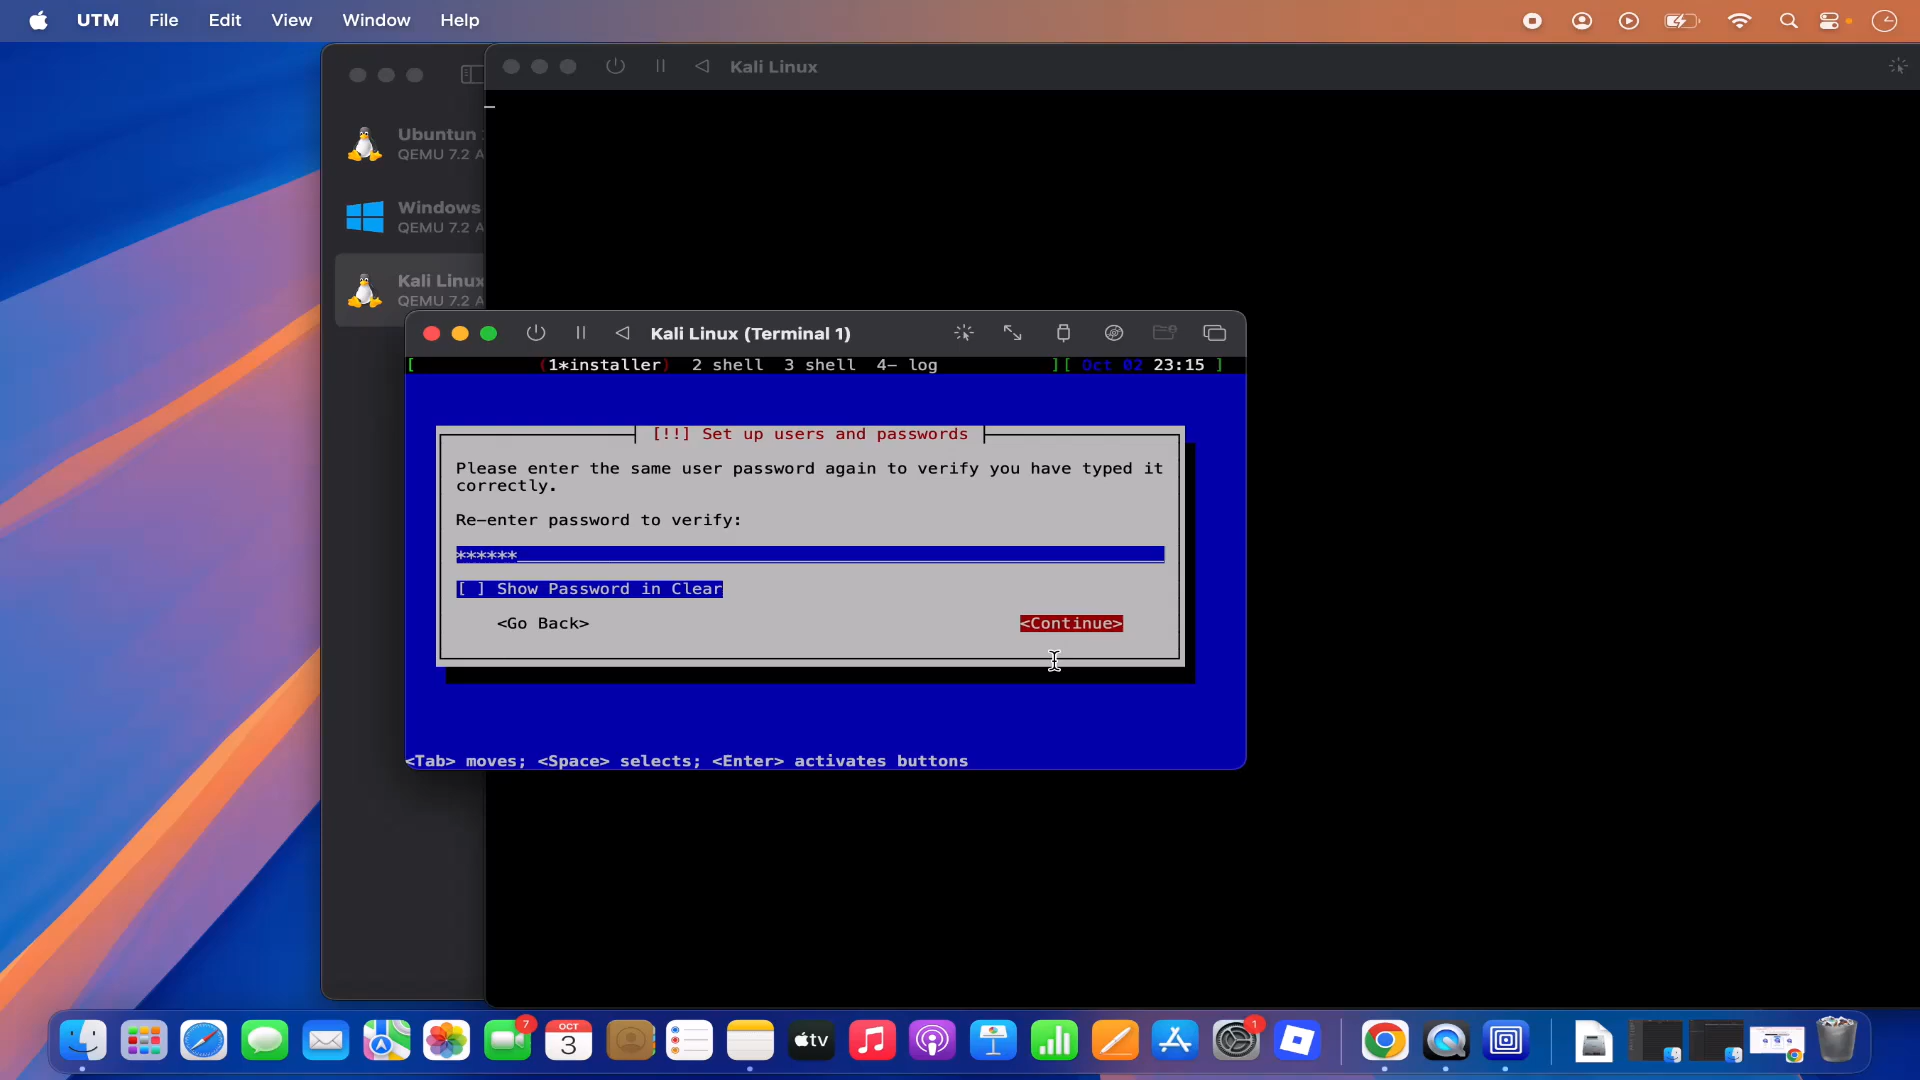 UTM File Edit View Window Help
Kali Linux
Ubuntun
QEMU 7.2 A
Windows
QEMU 7.2 A
Kali Linux
QEMU 7.2 A
Kali Linux (Terminal 1)
[ (1*installer) 2 shell 3 shell 4- log ][ Oct 02 23:15 ]
[!!] Set up users and passwords
Please enter the same user password again to verify you have typed it
correctly.
Re-enter password to verify:
******
[ ] Show Password in Clear
<Go Back> <Continue>
<Tab> moves; <Space> selects; <Enter> activates buttons
7
OCT
3
tv
1